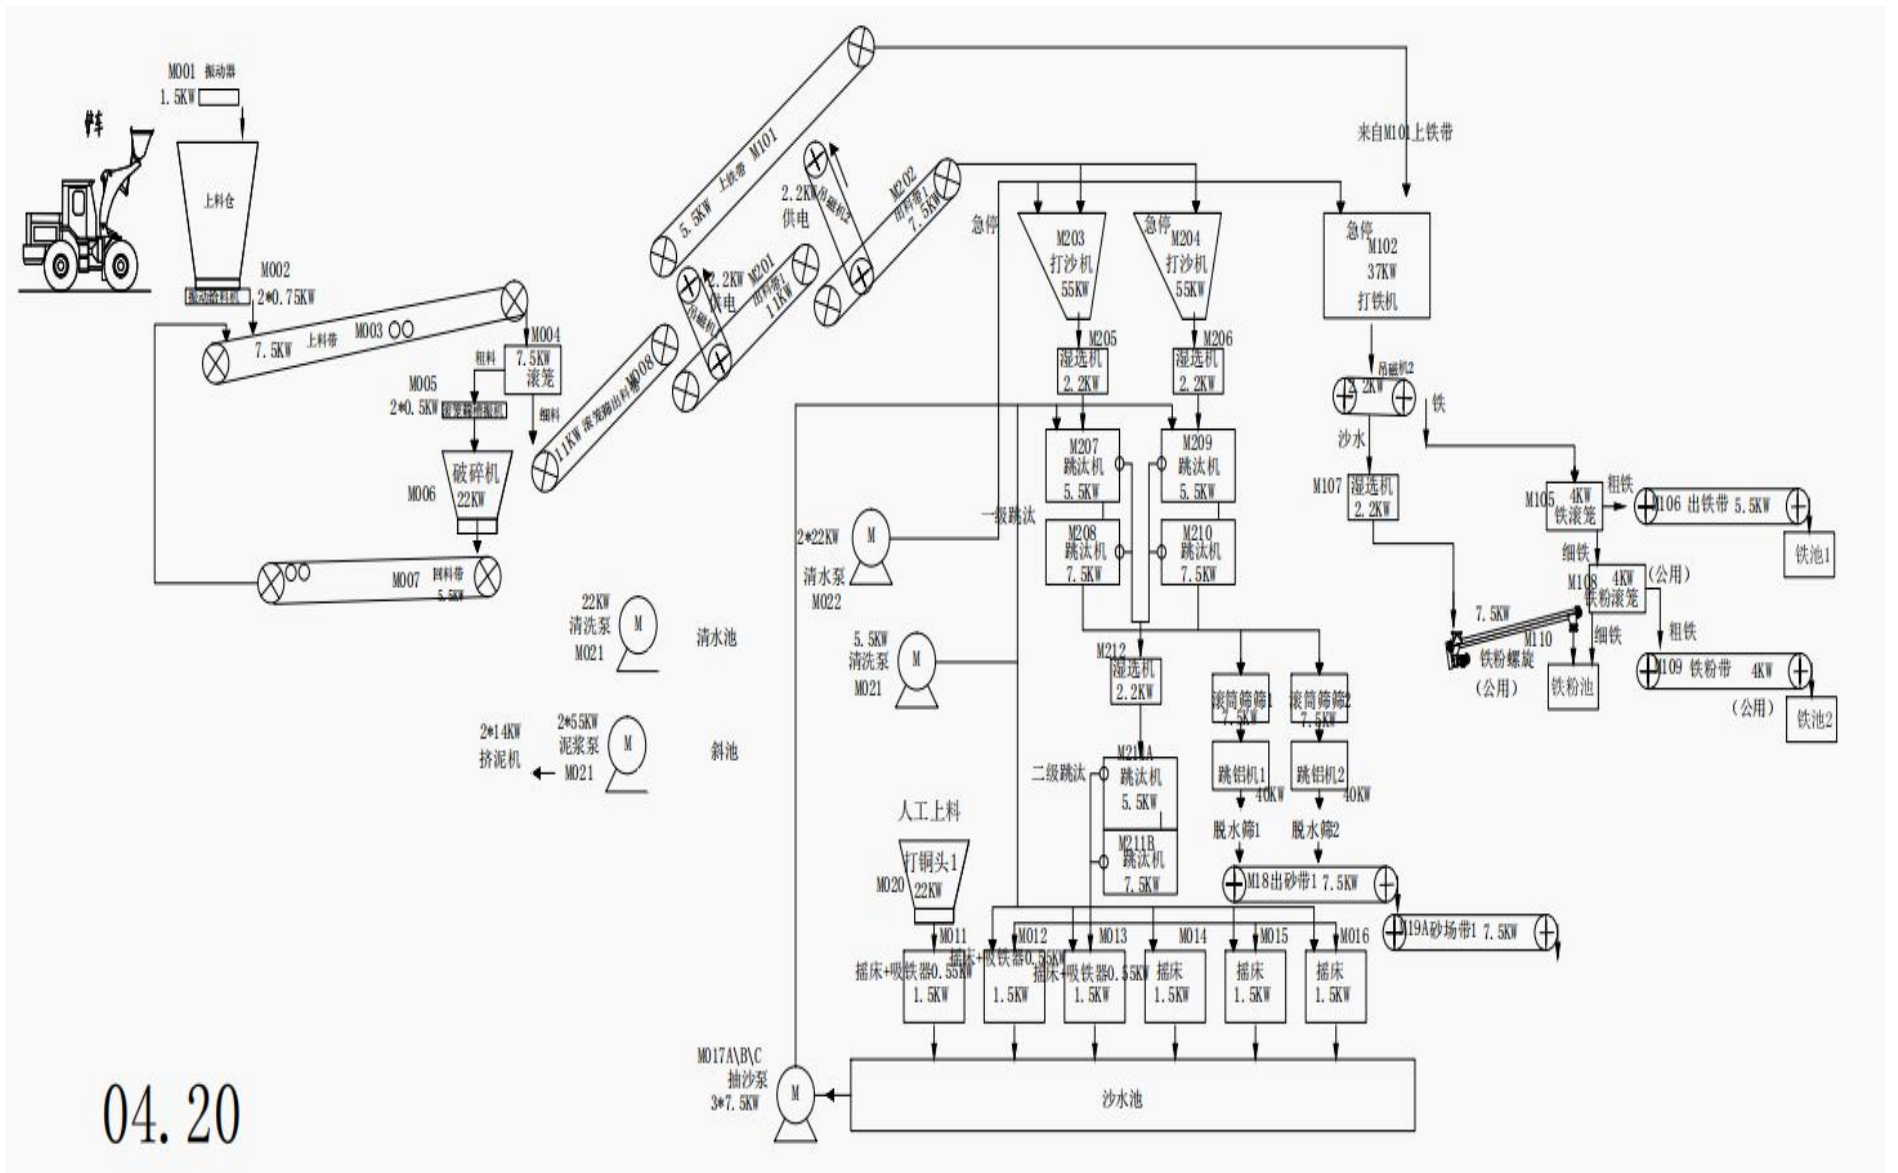 M001 振动器
1.5KW
铲车
上料仓
M002
振动给料机
2*0.75KW
M003
上料带
7.5KW
M004
7.5KW
滚笼
粗料
细料
M005
2*0.5KW
破碎机
22KW
M006
M007
回料带
5.5KW
11KW 滚笼筛出料带
M008
上铁带 M101
5.5KW
2.2KW
供电
吊磁机1
M201
出料带1
11KW
2.2KW
供电
吊磁机2
M202
出料带1
7.5KW
来自M101上铁带
急停
M203
打沙机
55KW
急停
M204
打沙机
55KW
急停
M102
37KW
打铁机
M205
湿选机
2.2KW
M206
湿选机
2.2KW
吊磁机2
2.2KW
铁
沙水
M107
湿选机
2.2KW
M207
跳汰机
5.5KW
M209
跳汰机
5.5KW
一级跳汰
M208
跳汰机
7.5KW
M210
跳汰机
7.5KW
M105
4KW
铁滚笼
粗铁
M106 出铁带 5.5KW
铁池1
细铁
M108
4KW
铁粉滚笼
(公用)
7.5KW
M110
铁粉螺旋
(公用)
细铁
粗铁
铁粉池
M109 铁粉带 4KW
(公用)
铁池2
2*22KW
M
清水泵
M022
22KW
清洗泵
M021
M
清水池
5.5KW
清洗泵
M021
M
2*14KW
挤泥机
2*55KW
泥浆泵
M021
M
斜池
M212
湿选机
2.2KW
滚筒筛筛1
7.5KW
滚筒筛筛2
7.5KW
二级跳汰
M211A
跳汰机
5.5KW
跳铝机1
40KW
跳铝机2
40KW
M211B
跳汰机
7.5KW
脱水筛1
脱水筛2
M18出砂带1 7.5KW
M19A砂场带1 7.5KW
人工上料
打铜头1
M020
22KW
M011
摇床+吸铁器0.55KW
1.5KW
M012
摇床+吸铁器0.55KW
1.5KW
M013
摇床+吸铁器0.55KW
1.5KW
M014
摇床
1.5KW
M015
摇床
1.5KW
M016
摇床
1.5KW
M017A\B\C
抽沙泵
3*7.5KW
M
沙水池
04.20